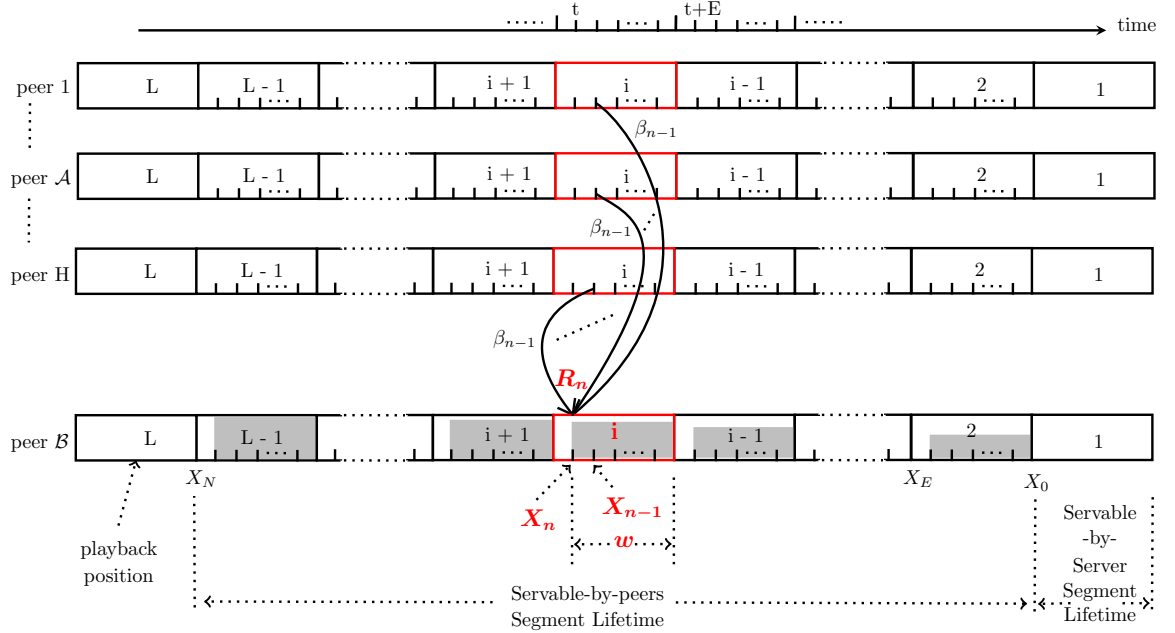 t t+E time
peer 1 L L - 1 i + 1 i i - 1 2 1
β_{n−1}
peer 𝒜 L L - 1 i + 1 i i - 1 2 1
β_{n−1}
peer H L L - 1 i + 1 i i - 1 2 1
β_{n−1}
R_n
peer ℬ L L - 1 i + 1 i i - 1 2 1
X_N X_E X_0
X_n X_{n−1}
w
playback
position
Servable
-by-
Server
Segment
Lifetime
Servable-by-peers
Segment Lifetime